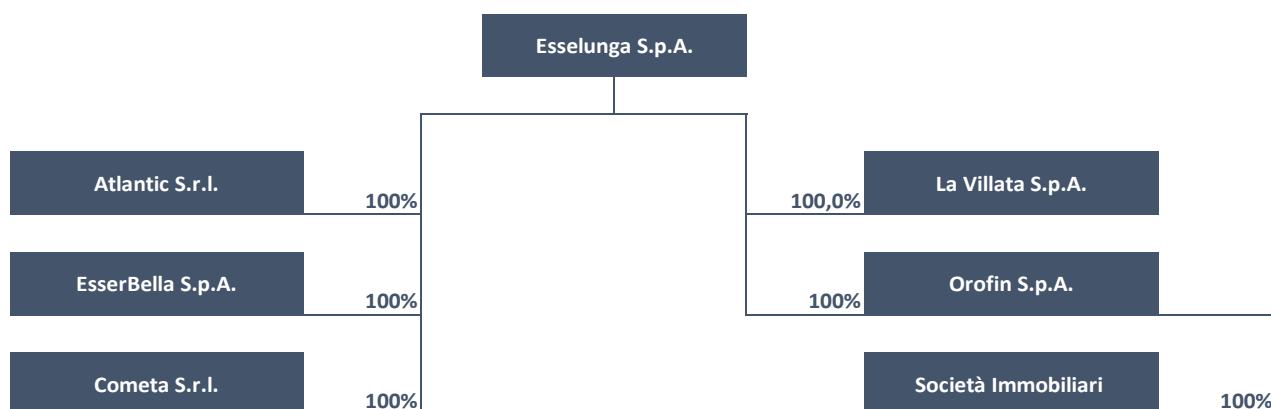 Esselunga S.p.A.
Atlantic S.r.l.
100%
100,0%
La Villata S.p.A.
EsserBella S.p.A.
100%
100%
Orofin S.p.A.
Cometa S.r.l.
100%
Società Immobiliari
100%